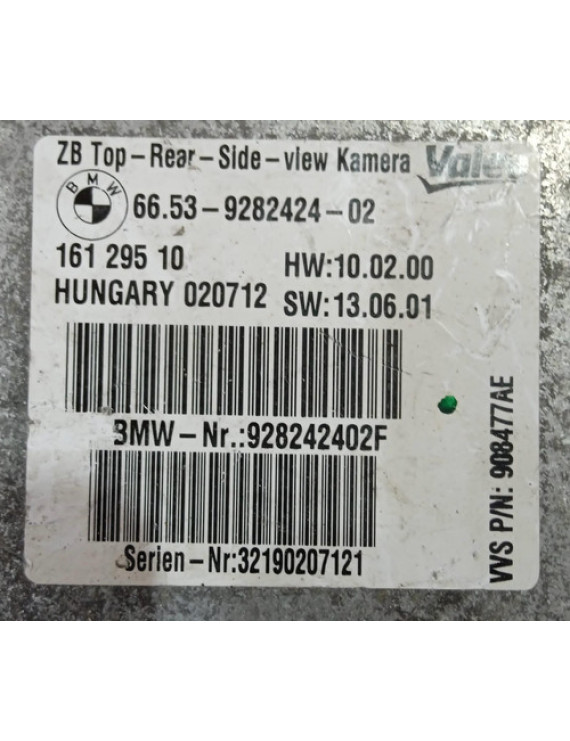 ZB Top-Rear-Side-view Kamera Valeo
BMW
66.53-9282424-02
161 295 10 HW:10.02.00
HUNGARY 020712 SW:13.06.01
BMW-Nr.:928242402F
Serien-Nr:32190207121
VVS P/N: 908477AE